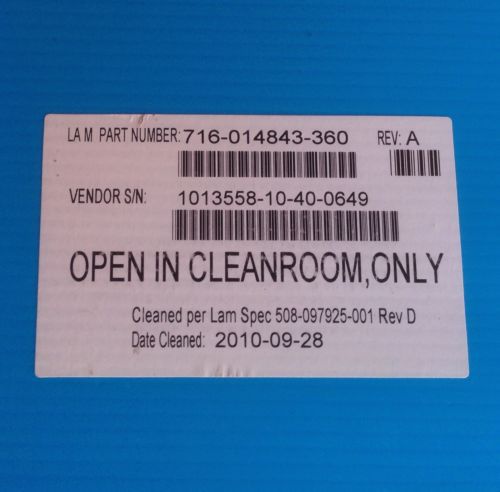 LAM PART NUMBER: 716-014843-360 REV: A
VENDOR S/N: 1013558-10-40-0649
OPEN IN CLEANROOM,ONLY
Cleaned per Lam Spec 508-097925-001 Rev D
Date Cleaned: 2010-09-28